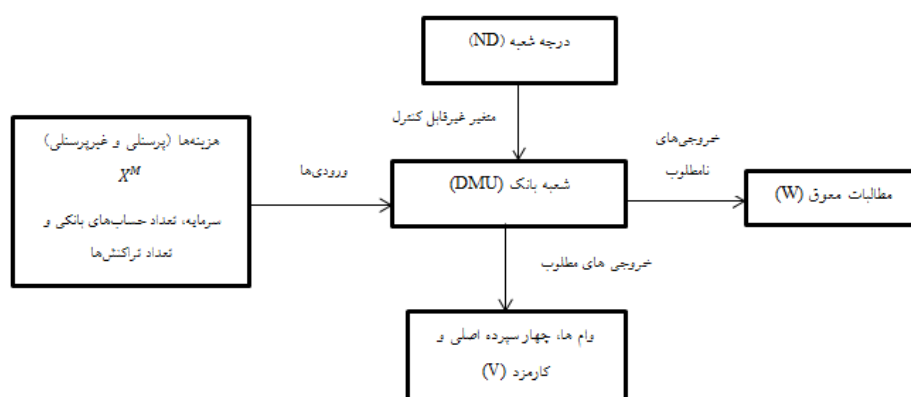 درجه شعبه (ND)
متغیر غیرقابل کنترل
هزینه‌ها (پرسنلی و غیرپرسنلی)
X^M
سرمایه، تعداد حساب‌های بانکی و
تعداد تراکنش‌ها
ورودی‌ها
شعبه بانک (DMU)
خروجی‌های
نامطلوب
مطالبات معوق (W)
خروجی های مطلوب
وام ها، چهار سپرده اصلی و
کارمزد (V)